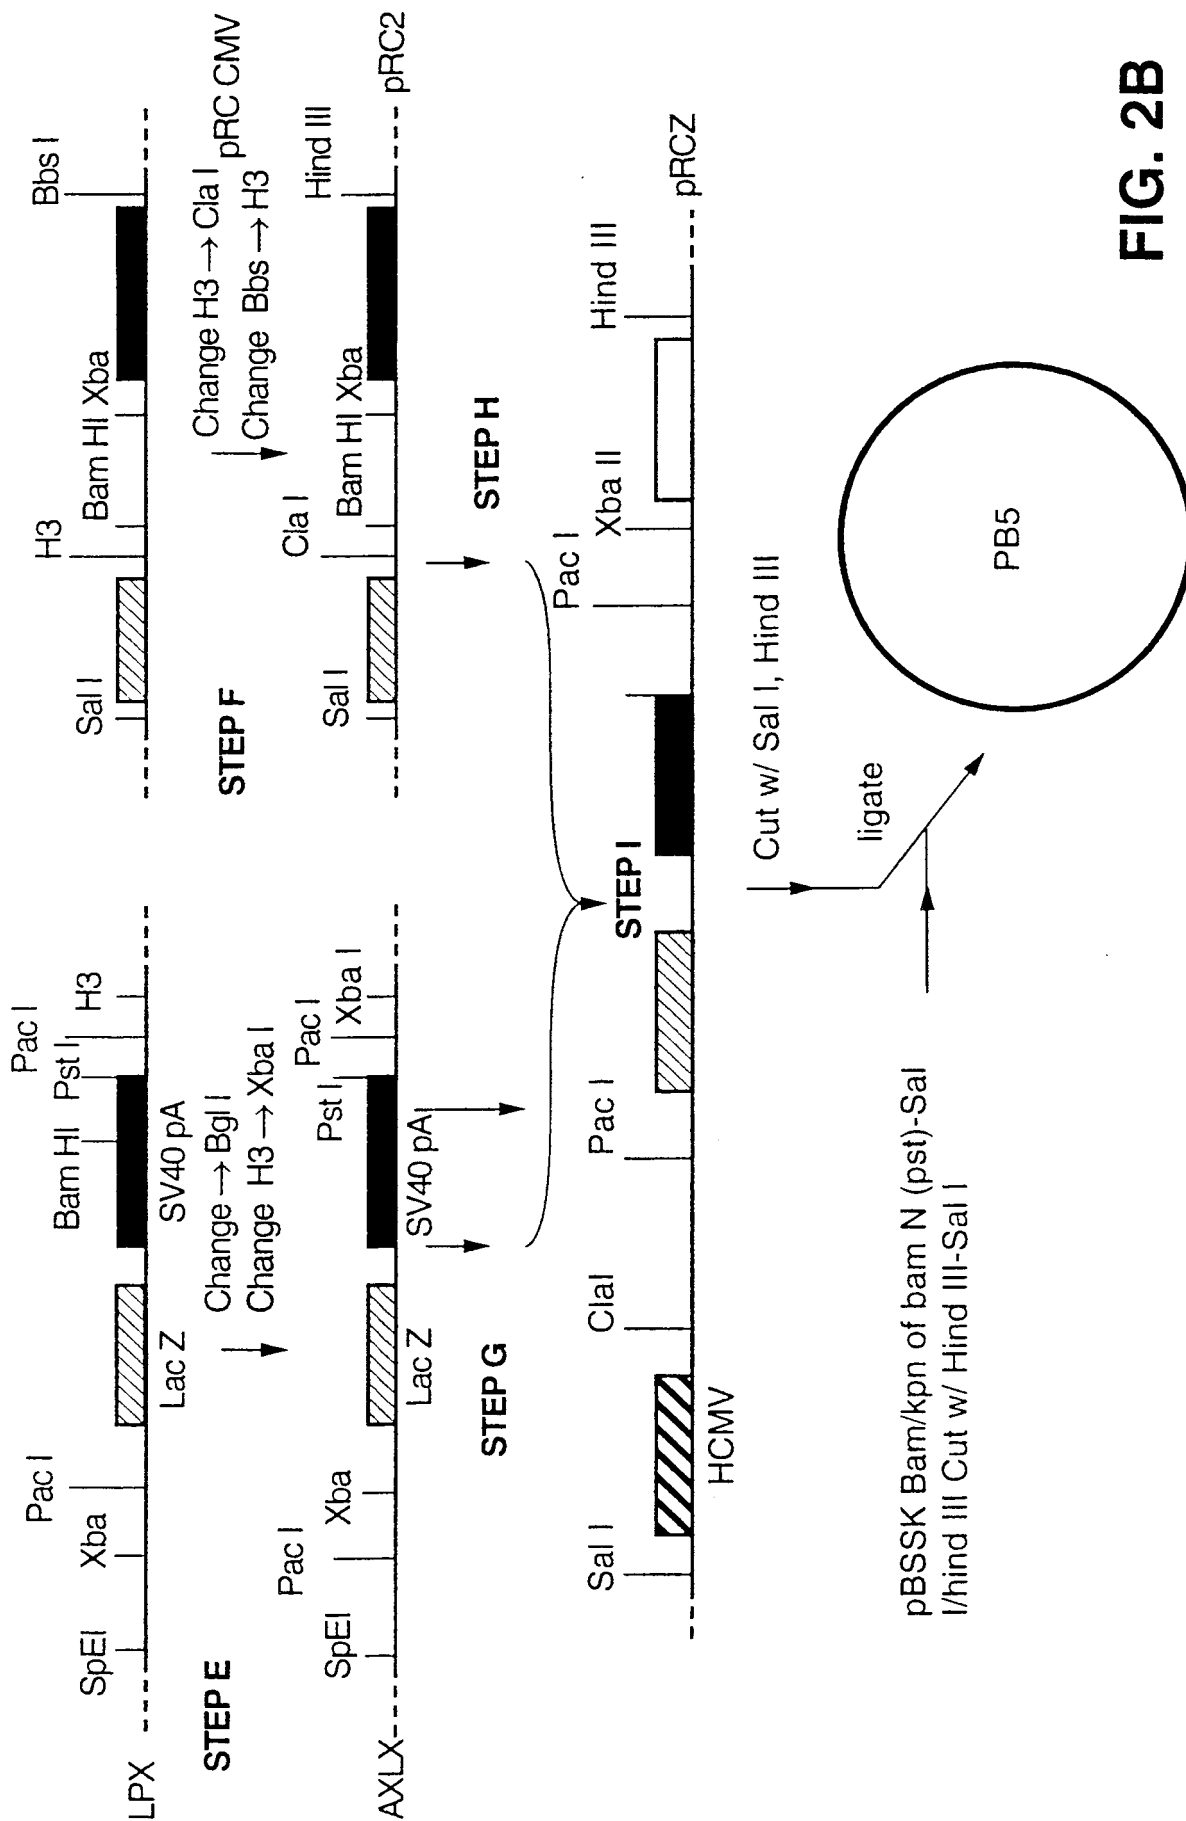 Pac I
Bam HI Pst I
SpEI Xba H3
LPX
Lac Z SV40 pA
STEP E
Change → Bgl I
Change H3 → Xba I
Pac I Pst I Pac I
SpEI Xba Xba I
AXLX
Lac Z SV40 pA
STEP G
H3 Bbs I
Sal I Bam HI Xba
pRC CMV
STEP F
Change H3 → Cla I
Change Bbs → H3
Cla I Hind III
Sal I Bam HI Xba
pRC2
STEP H
STEP I
Pac I
Sal I ClaI Pac I Xba II Hind III
pRCZ
HCMV
Cut w/ Sal I, Hind III
ligate
pBSSK Bam/kpn of bam N (pst)-Sal
I/hind III Cut w/ Hind III-Sal I
PB5
FIG. 2B